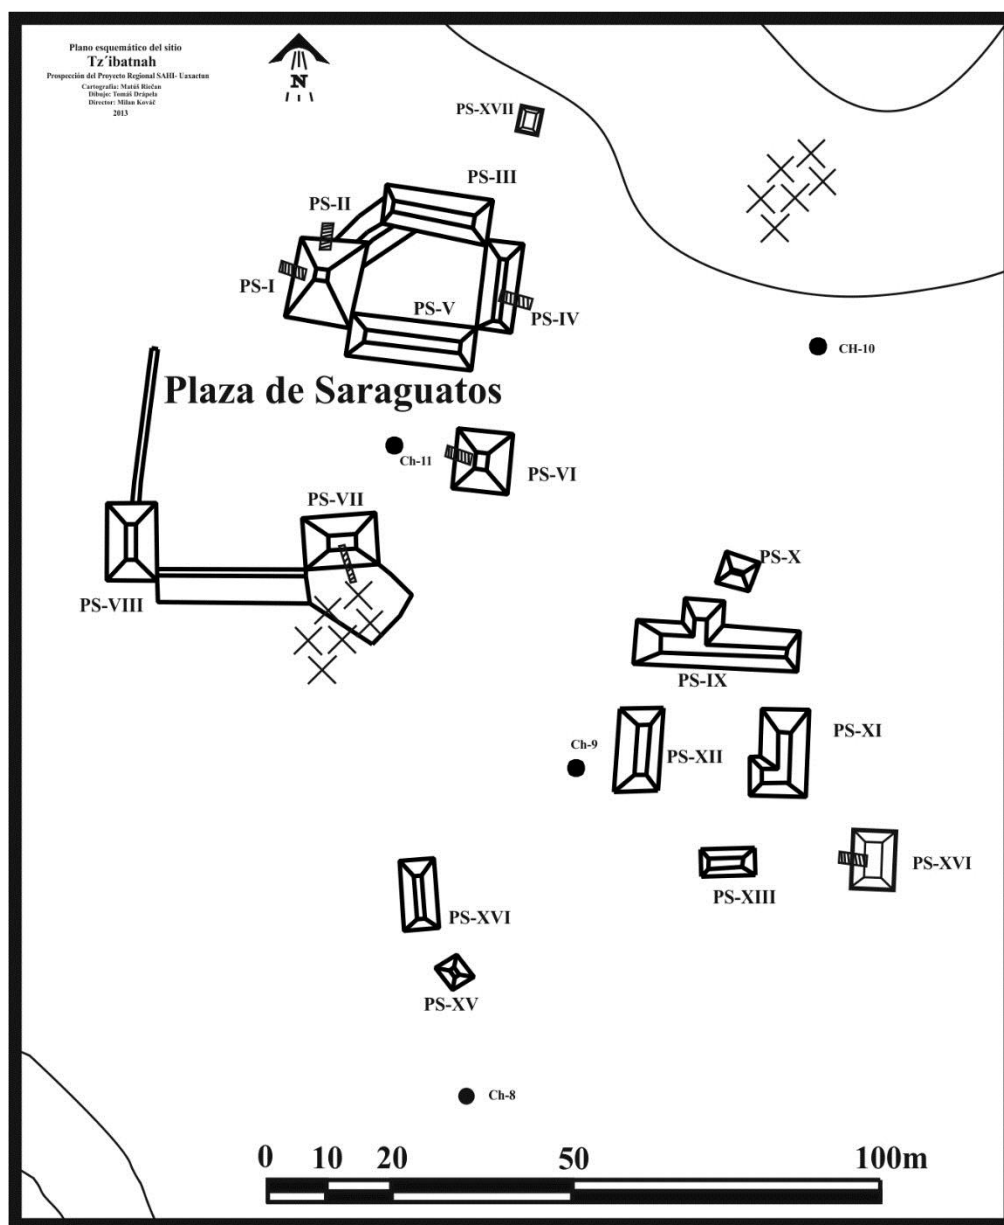 Plano esquemático del sitio
Tz´ibatnah
Prospección del Proyecto Regional SAHI- Uaxactun
Cartografía: Matúš Riečan
Dibujo: Tomáš Drápela
Director: Milan Kováč
2013
N
PS-XVII
PS-III
PS-II
PS-I
PS-V
PS-IV
CH-10
Plaza de Saraguatos
Ch-11
PS-VI
PS-VII
PS-VIII
PS-X
PS-IX
PS-XI
Ch-9
PS-XII
PS-XVI
PS-XIII
PS-XVI
PS-XV
Ch-8
0 10 20 50 100m